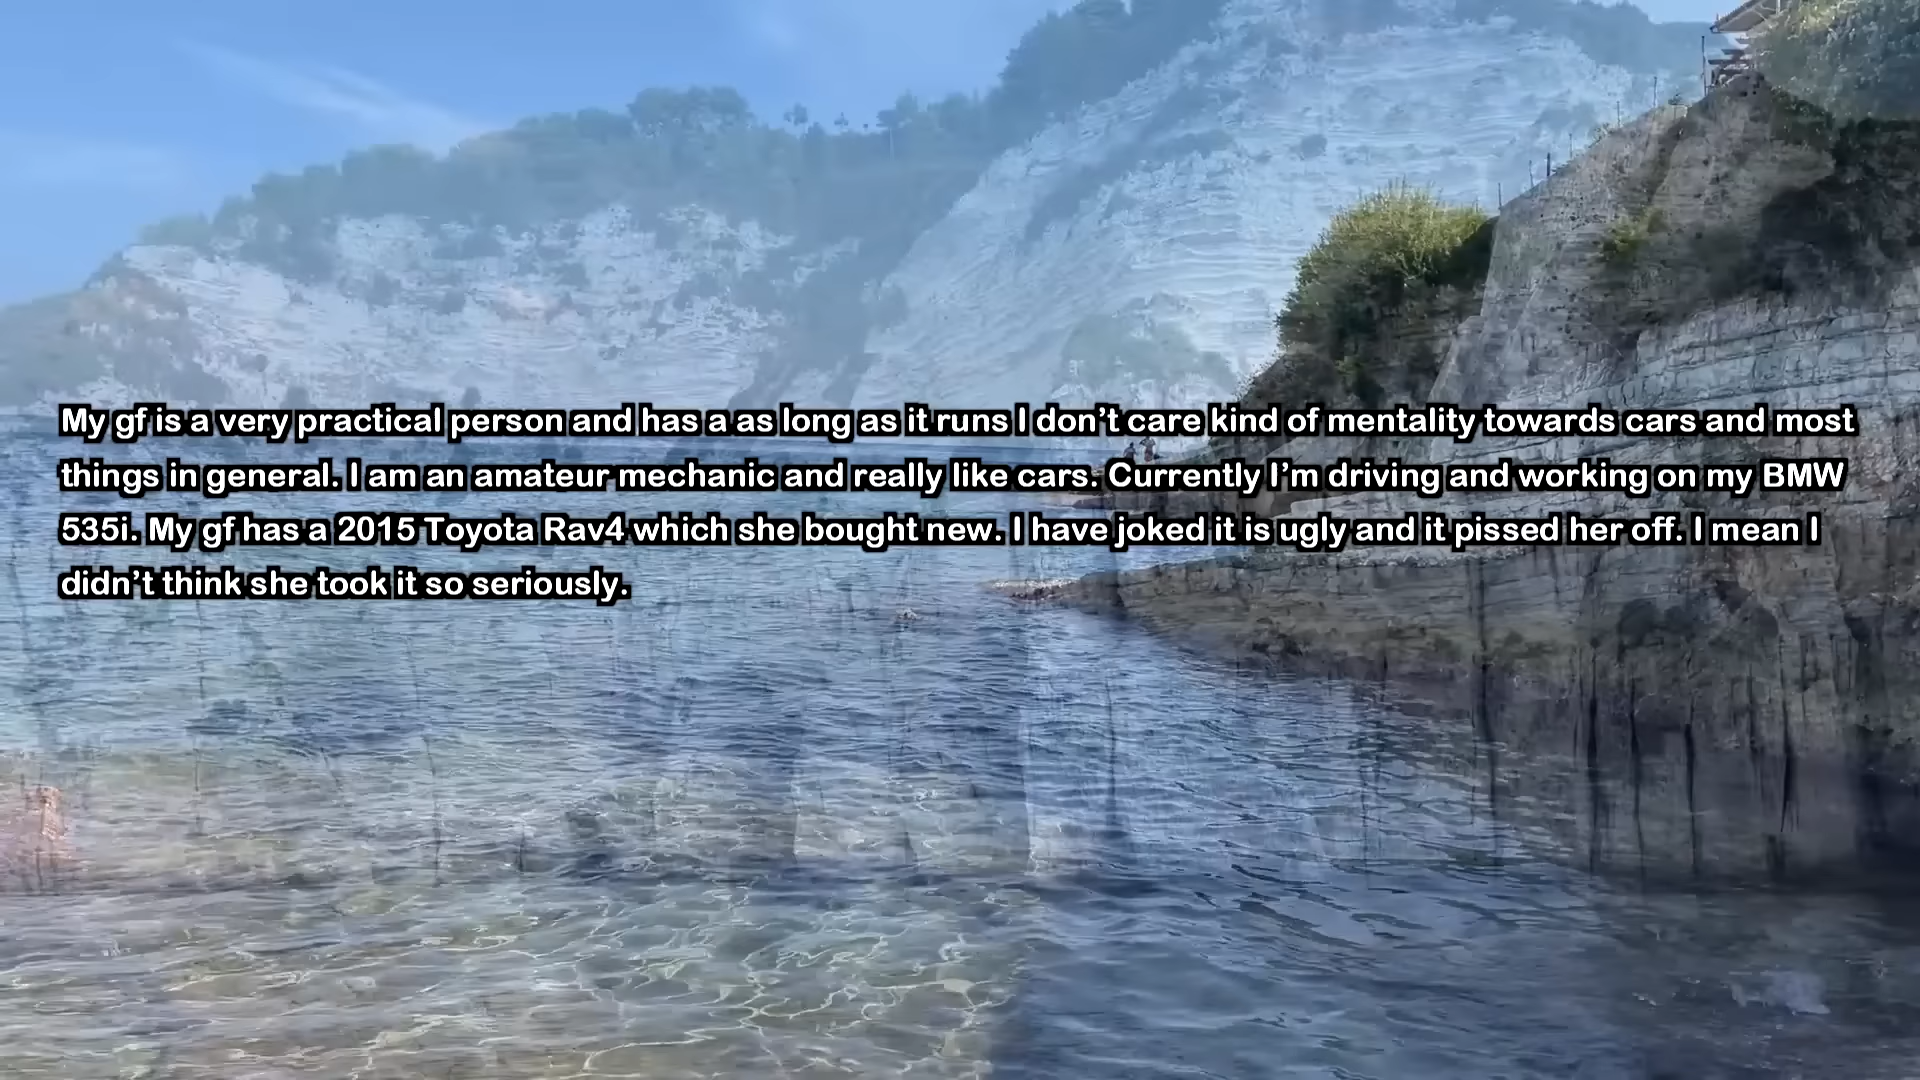 My gf is a very practical person and has a as long as it runs I don’t care kind of mentality towards cars and most
things in general. I am an amateur mechanic and really like cars. Currently I’m driving and working on my BMW
535i. My gf has a 2015 Toyota Rav4 which she bought new. I have joked it is ugly and it pissed her off. I mean I
didn’t think she took it so seriously.